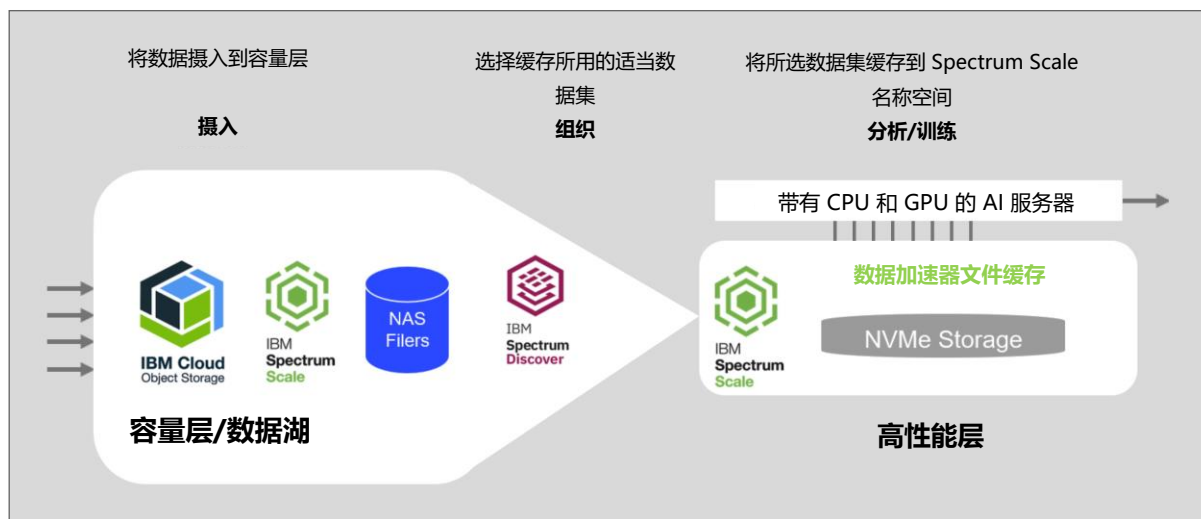 将数据摄入到容量层
摄入
选择缓存所用的适当数
据集
组织
将所选数据集缓存到 Spectrum Scale
名称空间
分析/训练
带有 CPU 和 GPU 的 AI 服务器
IBM Cloud
Object Storage
IBM
Spectrum
Scale
NAS
Filers
IBM
Spectrum
Discover
容量层/数据湖
IBM
Spectrum
Scale
数据加速器文件缓存
NVMe Storage
高性能层